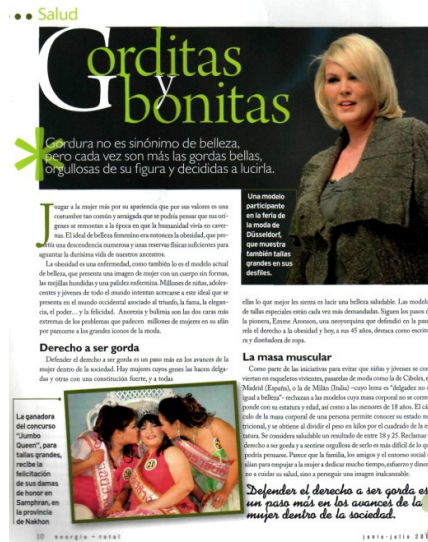 Salud
Gorditas
y
bonitas
Gordura no es sinónimo de belleza,
pero cada vez son más las gordas bellas,
orgullosas de su figura y decididas a lucirla.
Una modelo
participante
en la feria de
la moda de
Düsseldorf,
que muestra
también tallas
grandes en sus
desfiles.
Juzgar a la mujer más por su apariencia que por sus valores es una
costumbre tan común y arraigada que se podría pensar que sus orí-
genes se remontan a la época en que la humanidad vivía en caver-
nas. El ideal de belleza femenino era entonces la obesidad, que pro-
metía una descendencia numerosa y unas reservas físicas suficientes para
aguantar la durísima vida de nuestros ancestros.
La obesidad es una enfermedad, como también lo es el modelo actual
de belleza, que presenta una imagen de mujer con un cuerpo sin formas,
las mejillas hundidas y una palidez enfermiza. Millones de niñas, adoles-
centes y jóvenes de todo el mundo intentan acercarse a este ideal que se
presenta en el mundo occidental asociado al triunfo, la fama, la elegan-
cia, el poder... y la felicidad. Anorexia y bulimia son las dos caras más
extremas de los problemas que padecen millones de mujeres en su afán
por parecerse a los grandes iconos de la moda.
Derecho a ser gorda
Defender el derecho a ser gorda es un paso más en los avances de la
mujer dentro de la sociedad. Hay mujeres cuyos genes las hacen delga-
das y otras con una constitución fuerte, y a todas
La ganadora
del concurso
"Jumbo
Queen", para
tallas grandes,
recibe la
felicitación
de sus damas
de honor en
Samphran, en
la provincia
de Nakhon
ellas lo que mejor les sienta es lucir una belleza saludable. Las modelos
de tallas especiales están cada vez más demandadas. Siguen los pasos de
la pionera, Emme Aronson, una neoyorquina que defendió en pasa-
rela el derecho a la obesidad y hoy, a sus 45 años, destaca como escrito-
ra y diseñadora de ropa.
La masa muscular
Como parte de las iniciativas para evitar que niñas y jóvenes se con-
viertan en esqueletos vivientes, pasarelas de moda como la de Cibeles, en
Madrid (España), o la de Milán (Italia) -cuyo lema es "delgadez no es
igual a belleza"- rechazan a las modelos cuya masa corporal no se corres-
ponde con su estatura y edad, así como a las menores de 18 años. El cál-
culo de la masa corporal de una persona permite conocer su estado nu-
tricional, y se obtiene al dividir el peso en kilos por el cuadrado de la es-
tatura. Se considera saludable un resultado de entre 18 y 25. Reclamar el
derecho a ser gorda y a sentirse orgullosa de serlo es más difícil de lo que
podría pensarse. Parece que la familia, los amigos y el entorno social se
alían para empujar a la mujer a dedicar mucho tiempo, esfuerzo y dinero,
no a cuidar su salud, sino a perseguir una imagen inalcanzable.
Defender el derecho a ser gorda es
un paso más en los avances de la
mujer dentro de la sociedad.
10 energía - total
junio-julio